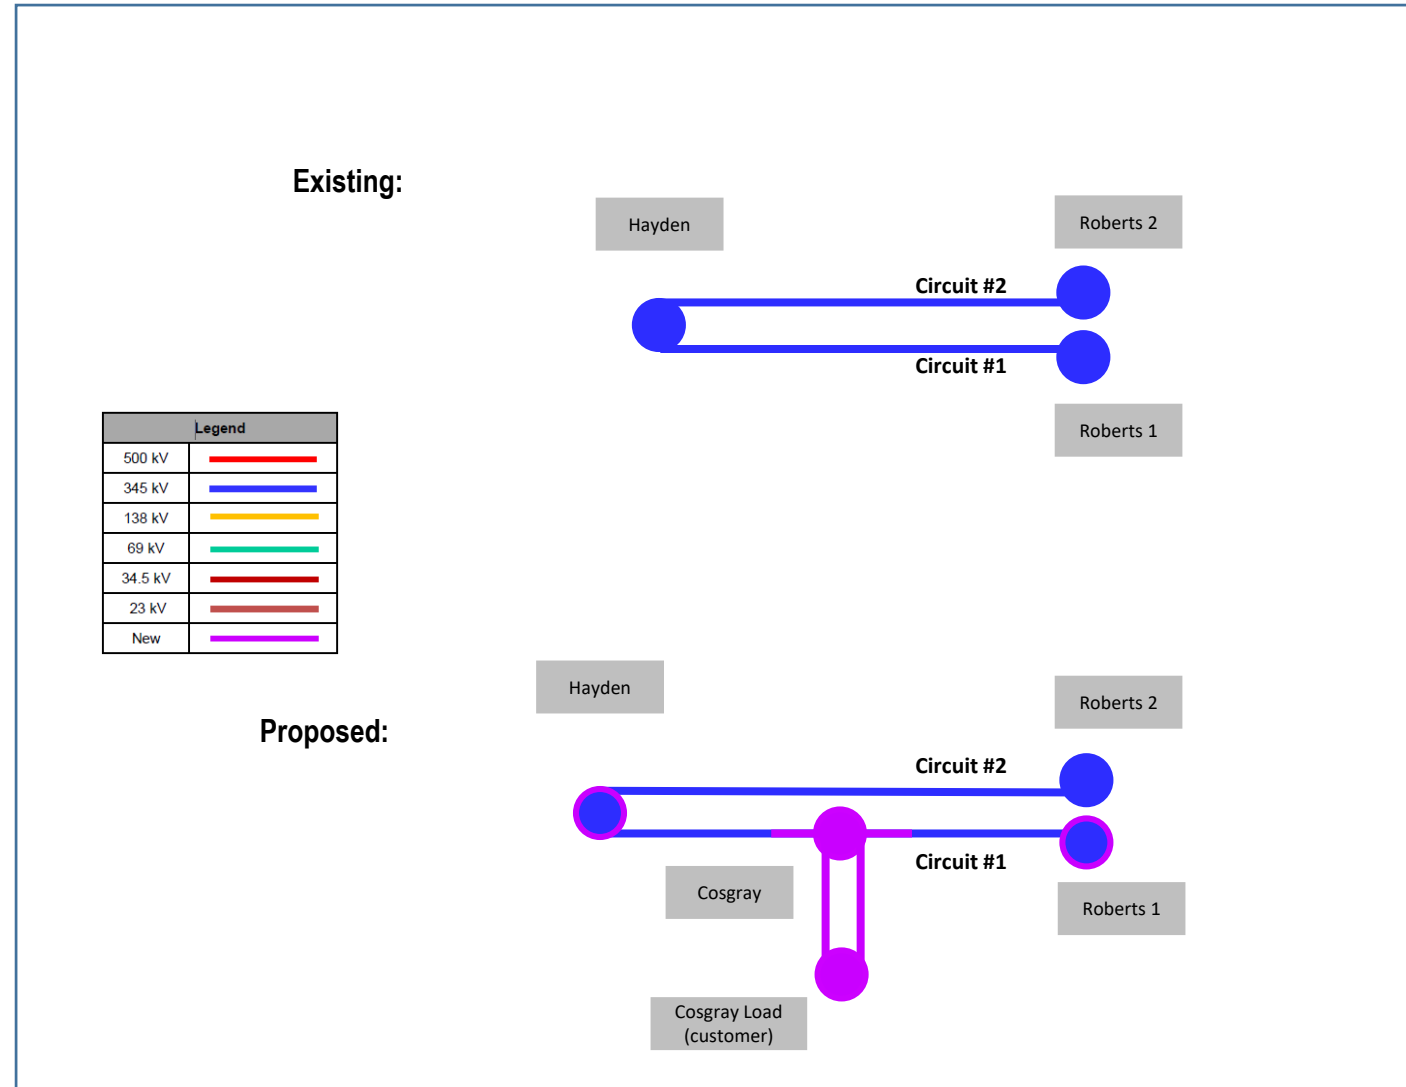 Existing:
Hayden
Roberts 2
Circuit #2
Circuit #1
Roberts 1
Legend
500 kV
345 kV
138 kV
69 kV
34.5 kV
23 kV
New
Proposed:
Hayden
Roberts 2
Circuit #2
Circuit #1
Cosgray
Roberts 1
Cosgray Load
(customer)